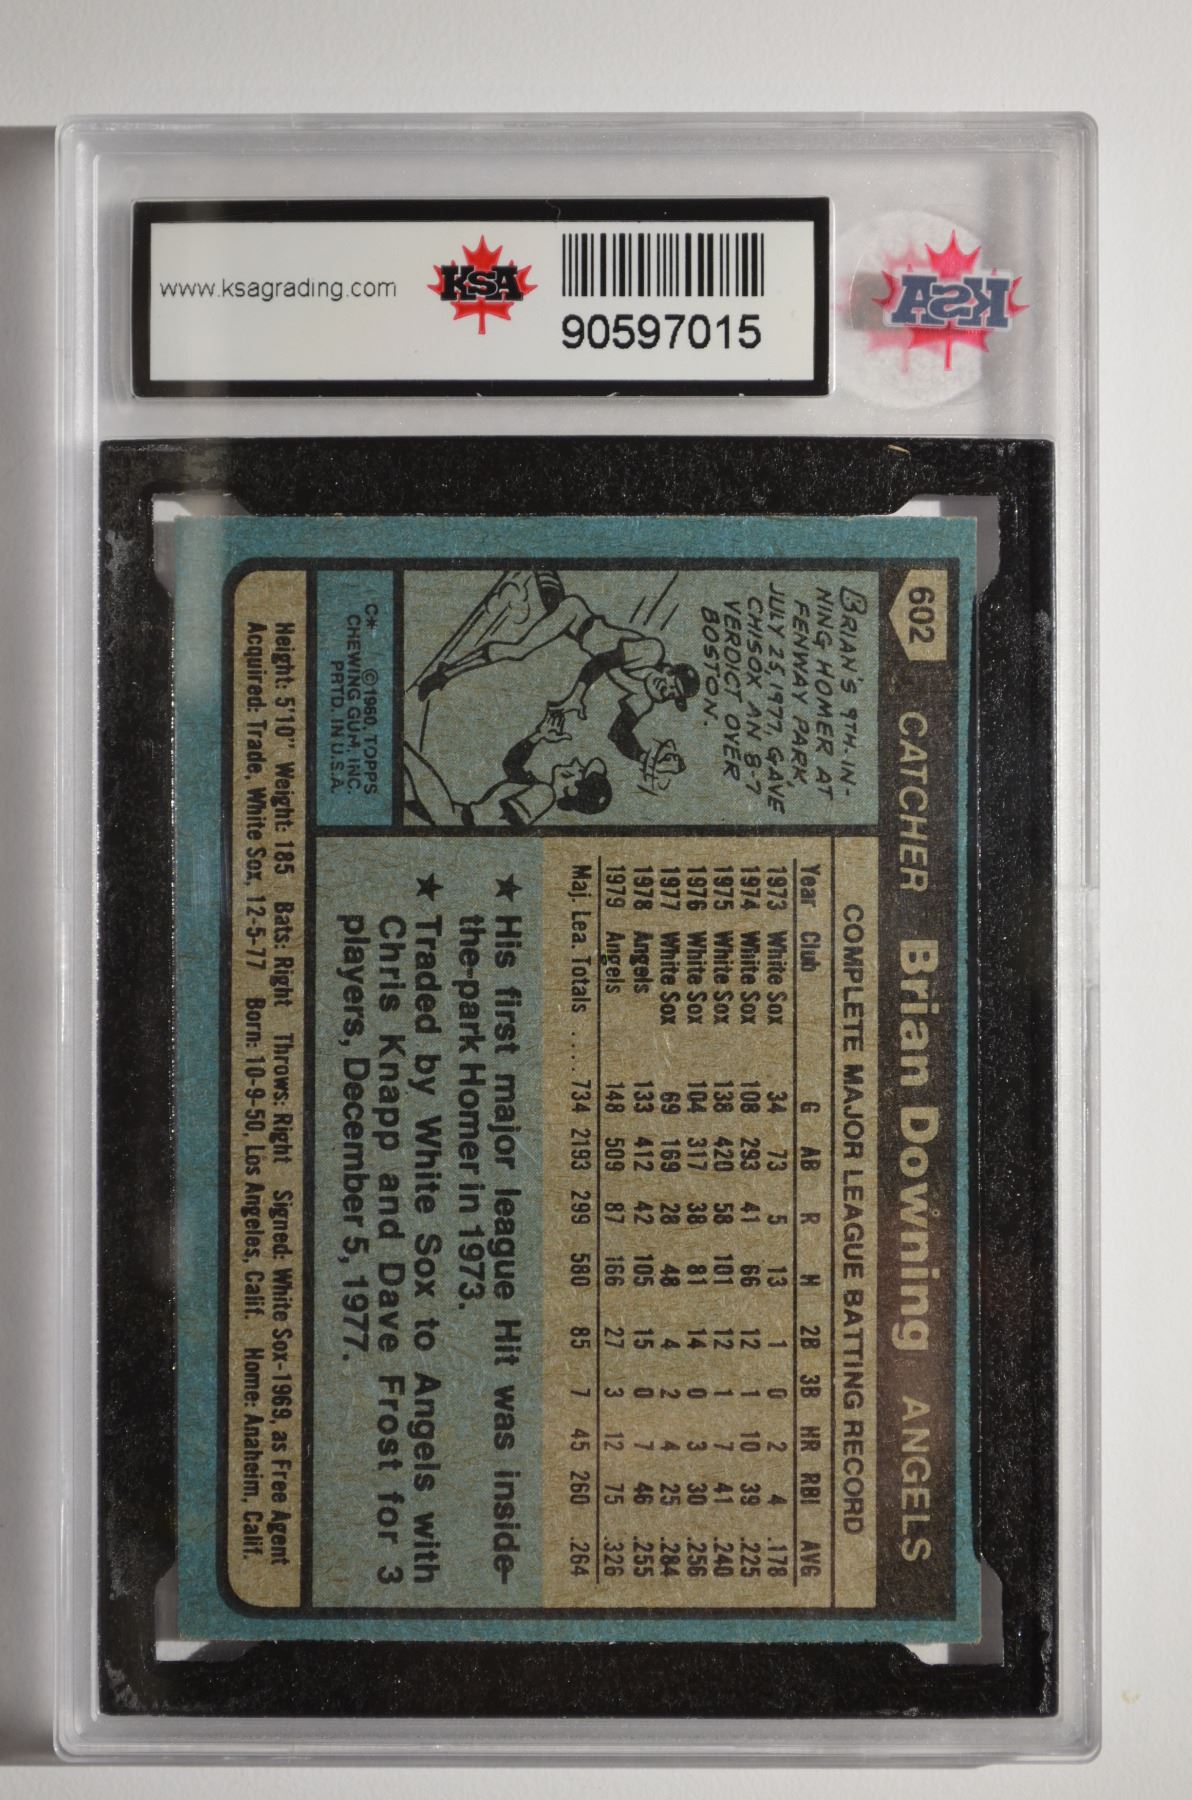 www.ksagrading.com
KSA
90597015
KSA
602
CATCHER Brian Downing ANGELS
BRIAN'S 9TH-IN-
NING HOMER AT
FENWAY PARK,
JULY 25, 1977, GAVE
CHISOX AN 8-7
VERDICT OVER
BOSTON.
C* ©1980 TOPPS
CHEWING GUM, INC.
PRTD. IN U.S.A.
COMPLETE MAJOR LEAGUE BATTING RECORD
Year Club G AB R H 2B 3B HR RBI AVG
1973 White Sox 34 73 5 13 1 0 2 4 .178
1974 White Sox 108 293 41 66 12 1 10 39 .225
1975 White Sox 138 420 58 101 12 1 7 41 .240
1976 White Sox 104 317 38 81 14 0 3 30 .256
1977 White Sox 69 169 28 48 4 2 4 25 .284
1978 Angels 133 412 42 105 15 0 7 46 .255
1979 Angels 148 509 87 166 27 3 12 75 .326
Maj. Lea. Totals .... 734 2193 299 580 85 7 45 260 .264
★ His first major league Hit was inside-
the-park Homer in 1973.
★ Traded by White Sox to Angels with
Chris Knapp and Dave Frost for 3
players, December 5, 1977.
Height: 5'10" Weight: 185 Bats: Right Throws: Right Signed: White Sox-1969, as Free Agent
Acquired: Trade, White Sox, 12-5-77 Born: 10-9-50, Los Angeles, Calif. Home: Anaheim, Calif.